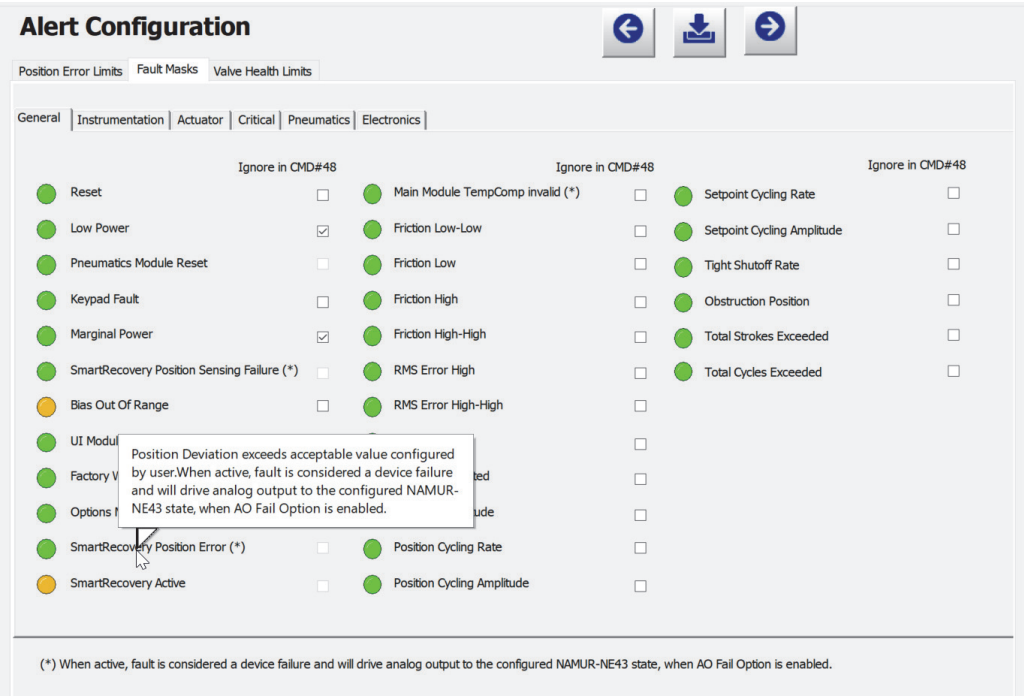 Alert Configuration
Position Error Limits
Fault Masks
Valve Health Limits
General
Instrumentation
Actuator
Critical
Pneumatics
Electronics
Ignore in CMD#48
Reset
Low Power
Pneumatics Module Reset
Keypad Fault
Marginal Power
SmartRecovery Position Sensing Failure (*)
Bias Out Of Range
UI Modul
Factory
Options
SmartRecovery Position Error (*)
SmartRecovery Active
Position Deviation exceeds acceptable value configured
by user.When active, fault is considered a device failure
and will drive analog output to the configured NAMUR-
NE43 state, when AO Fail Option is enabled.
Ignore in CMD#48
Main Module TempComp invalid (*)
Friction Low-Low
Friction Low
Friction High
Friction High-High
RMS Error High
RMS Error High-High
ted
ude
Position Cycling Rate
Position Cycling Amplitude
Ignore in CMD#48
Setpoint Cycling Rate
Setpoint Cycling Amplitude
Tight Shutoff Rate
Obstruction Position
Total Strokes Exceeded
Total Cycles Exceeded
(*) When active, fault is considered a device failure and will drive analog output to the configured NAMUR-NE43 state, when AO Fail Option is enabled.